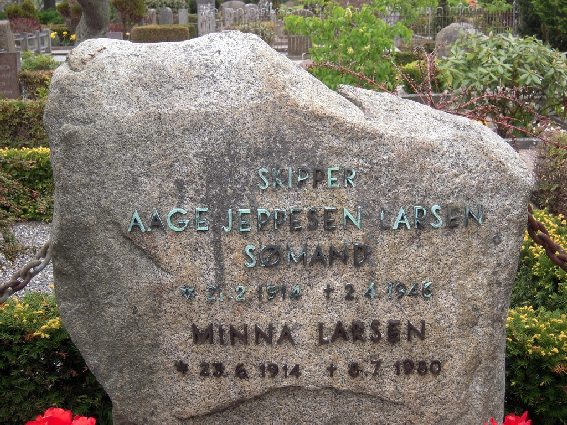 SKIPPER
AAGE JEPPESEN LARSEN
SØMAND
* 21.2.1914 + 2.4.1946
MINNA LARSEN
* 23.6.1914 + 8.7.1980